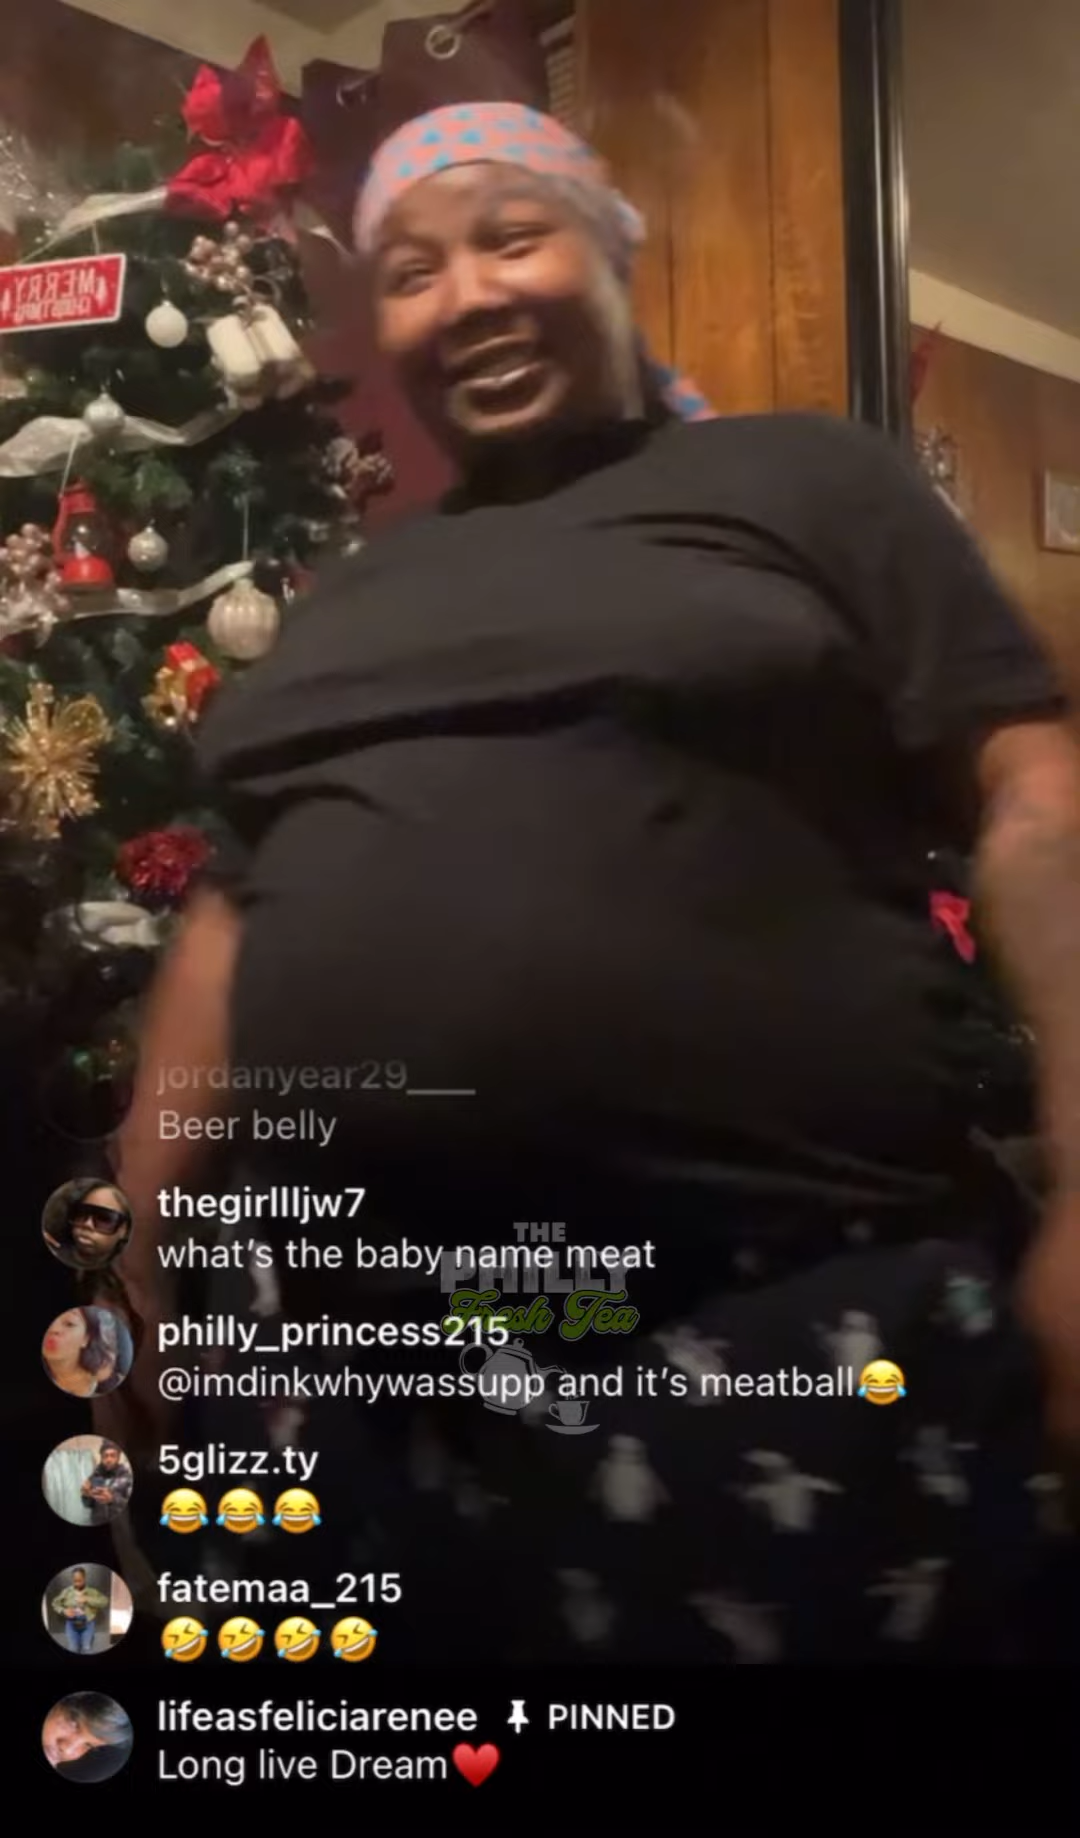 MERRY
CHRISTMAS
jordanyear29___
Beer belly
thegirllljw7
what's the baby name meat
THE
PHILLY
Fresh Tea
philly_princess215
@imdinkwhywassupp and it's meatball😂
5glizz.ty
😂😂😂
fatemaa_215
🤣🤣🤣🤣
lifeasfeliciarenee 📌 PINNED
Long live Dream❤️